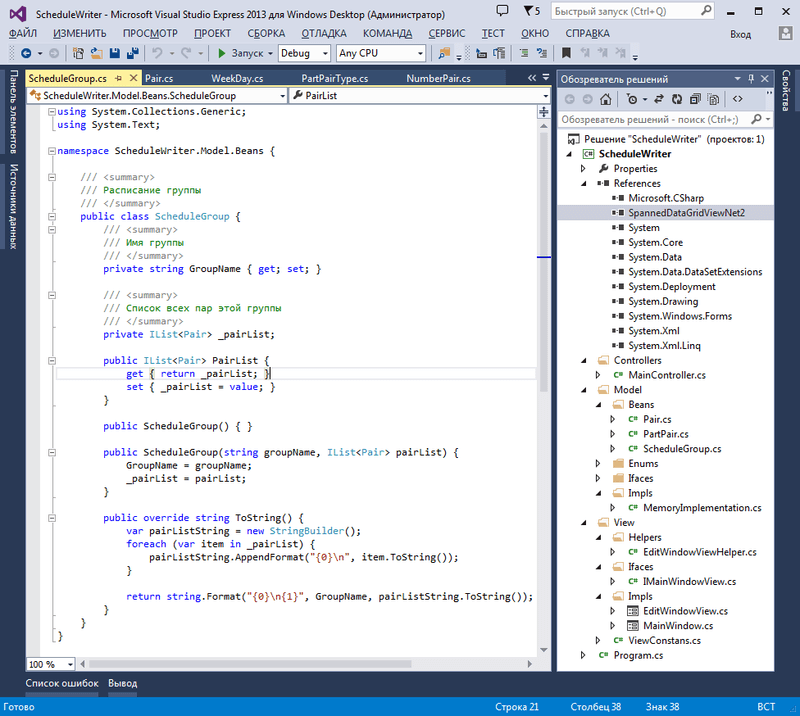 ScheduleWriter - Microsoft Visual Studio Express 2013 для Windows Desktop (Администратор)
5
Быстрый запуск (Ctrl+Q)
ФАЙЛ ИЗМЕНИТЬ ПРОСМОТР ПРОЕКТ СБОРКА ОТЛАДКА КОМАНДА СЕРВИС ТЕСТ ОКНО СПРАВКА Вход
Запуск Debug Any CPU
Панель элементов
Источники данных
ScheduleGroup.cs Pair.cs WeekDay.cs PartPairType.cs NumberPair.cs
ScheduleWriter.Model.Beans.ScheduleGroup PairList
using System.Collections.Generic;
using System.Text;
namespace ScheduleWriter.Model.Beans {
/// <summary>
/// Расписание группы
/// </summary>
public class ScheduleGroup {
/// <summary>
/// Имя группы
/// </summary>
private string GroupName { get; set; }
/// <summary>
/// Список всех пар этой группы
/// </summary>
private IList<Pair> _pairList;
public IList<Pair> PairList {
get { return _pairList; }
set { _pairList = value; }
}
public ScheduleGroup() { }
public ScheduleGroup(string groupName, IList<Pair> pairList) {
GroupName = groupName;
_pairList = pairList;
}
public override string ToString() {
var pairListString = new StringBuilder();
foreach (var item in _pairList) {
pairListString.AppendFormat("{0}\n", item.ToString());
}
return string.Format("{0}\n{1}", GroupName, pairListString.ToString());
}
}
}
100 %
Обозреватель решений
Обозреватель решений - поиск (Ctrl+;)
Решение "ScheduleWriter" (проектов: 1)
ScheduleWriter
Properties
References
Microsoft.CSharp
SpannedDataGridViewNet2
System
System.Core
System.Data
System.Data.DataSetExtensions
System.Deployment
System.Drawing
System.Windows.Forms
System.Xml
System.Xml.Linq
Controllers
MainController.cs
Model
Beans
Pair.cs
PartPair.cs
ScheduleGroup.cs
Enums
Ifaces
Impls
MemoryImplementation.cs
View
Helpers
EditWindowViewHelper.cs
Ifaces
IMainWindowView.cs
Impls
EditWindowView.cs
MainWindow.cs
ViewConstans.cs
Program.cs
Свойства
Список ошибок Вывод
Готово Строка 21 Столбец 38 Знак 38 ВСТ